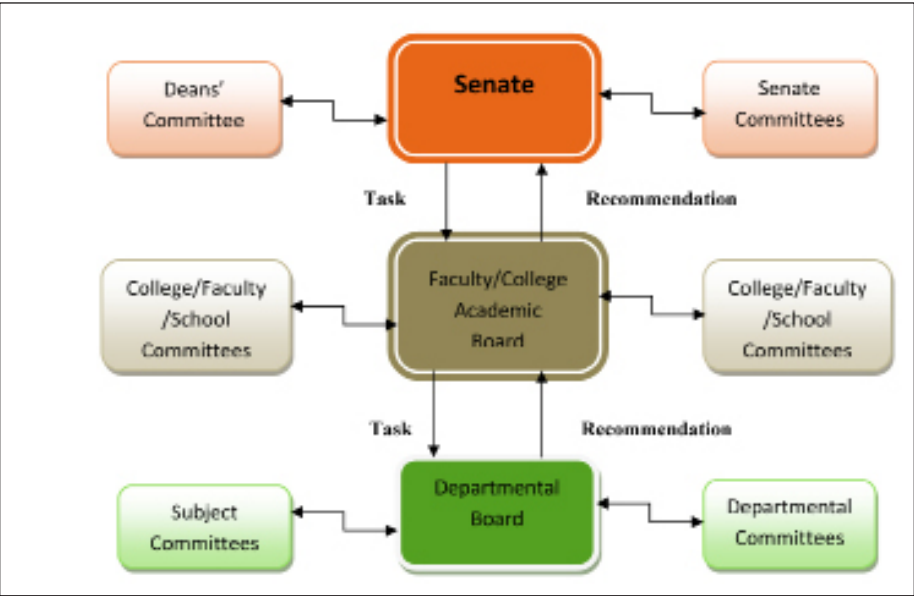 Deans'
Committee
Senate
Senate
Committees
Task
Recommendation
College/Faculty
/School
Committees
Faculty/College
Academic
Board
College/Faculty
/School
Committees
Task
Recommendation
Subject
Committees
Departmental
Board
Departmental
Committees